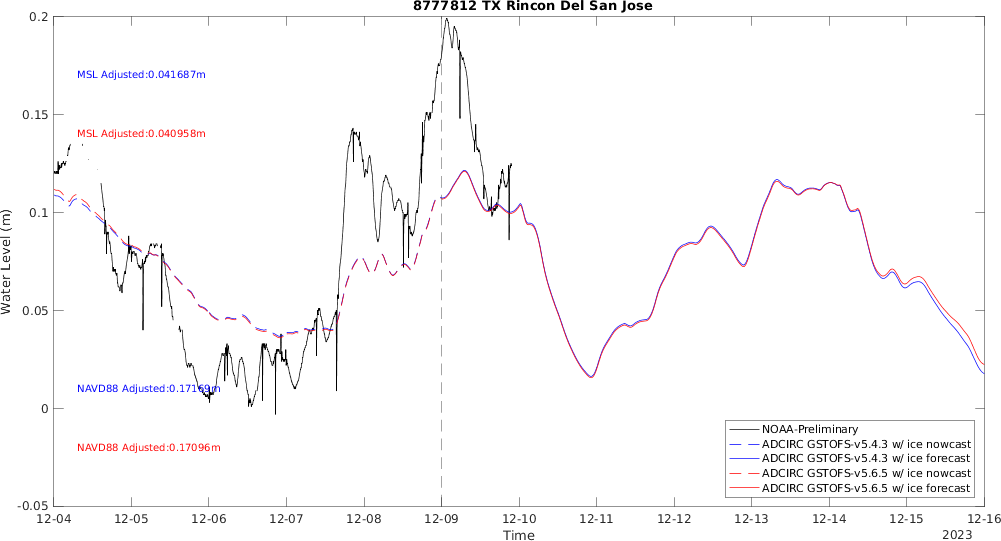 8777812 TX Rincon Del San Jose
0.2
MSL Adjusted:0.041687m
MSL Adjusted:0.040958m
0.15
0.1
0.05
0
-0.05
Water Level (m)
NAVD88 Adjusted:0.17169m
NAVD88 Adjusted:0.17096m
NOAA-Preliminary
ADCIRC GSTOFS-v5.4.3 w/ ice nowcast
ADCIRC GSTOFS-v5.4.3 w/ ice forecast
ADCIRC GSTOFS-v5.6.5 w/ ice nowcast
ADCIRC GSTOFS-v5.6.5 w/ ice forecast
12-04 12-05 12-06 12-07 12-08 12-09 12-10 12-11 12-12 12-13 12-14 12-15 12-16
Time
2023